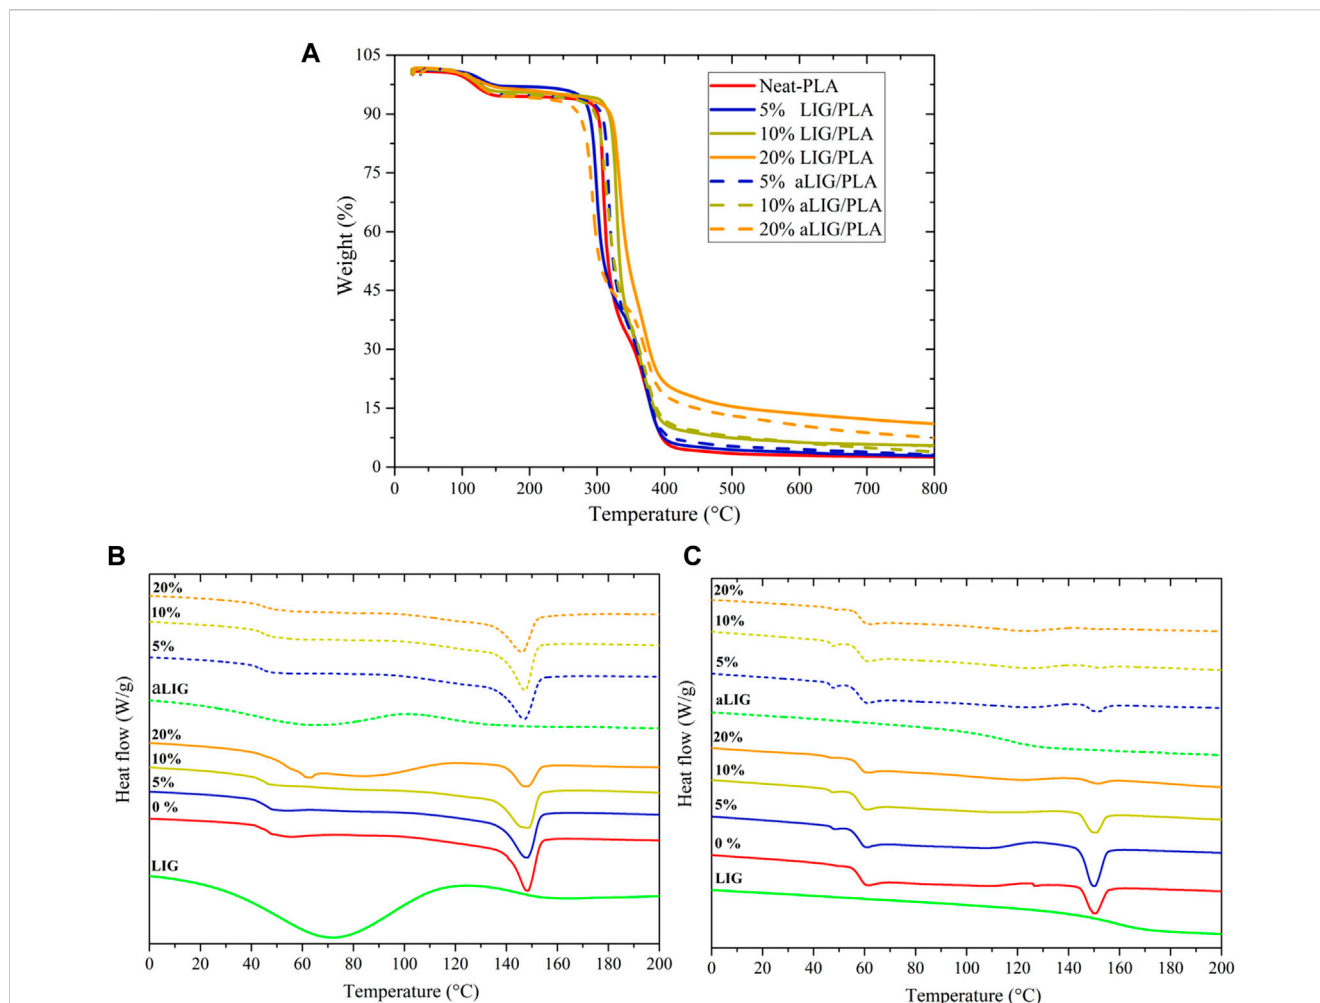 A
105
90
75
60
45
30
15
0
Weight (%)
Neat-PLA
5% LIG/PLA
10% LIG/PLA
20% LIG/PLA
5% aLIG/PLA
10% aLIG/PLA
20% aLIG/PLA
0 100 200 300 400 500 600 700 800
Temperature (°C)
B
20%
10%
5%
aLIG
20%
10%
5%
0 %
LIG
Heat flow (W/g)
0 20 40 60 80 100 120 140 160 180 200
Temperature (°C)
C
20%
10%
5%
aLIG
20%
10%
5%
0 %
LIG
Heat flow (W/g)
0 20 40 60 80 100 120 140 160 180 200
Temperature (°C)